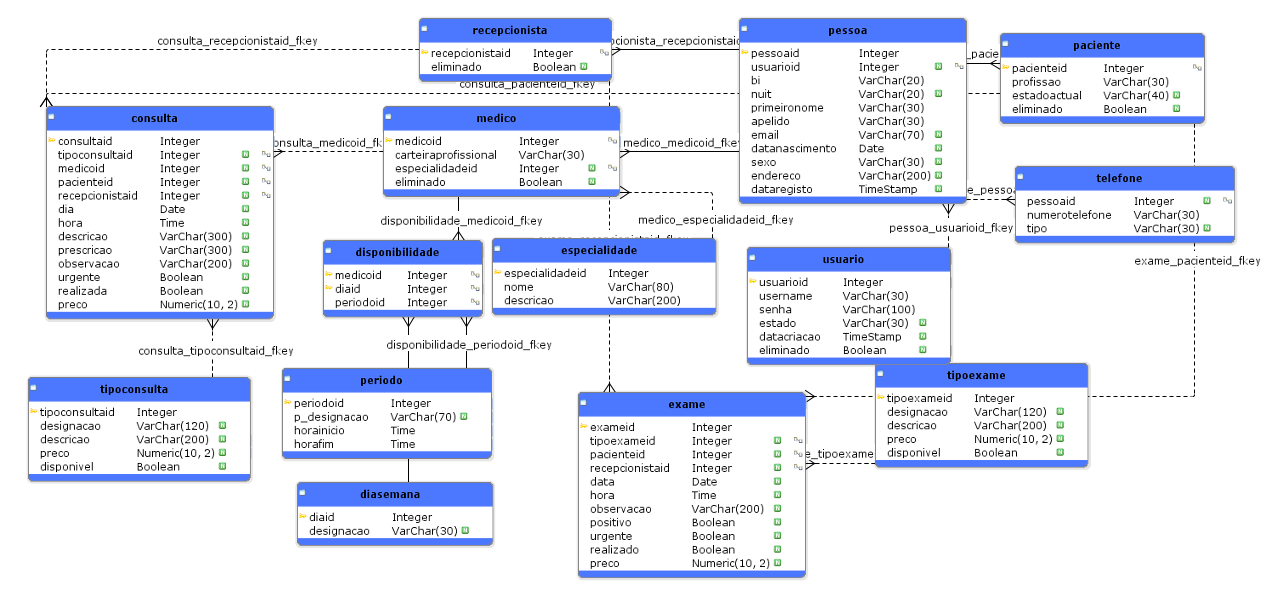 recepcionista
recepcionistaid Integer
eliminado Boolean
pessoa
pessoaid Integer
usuarioid Integer
bi VarChar(20)
nuit VarChar(20)
primeironome VarChar(30)
apelido VarChar(30)
email VarChar(70)
datanascimento Date
sexo VarChar(30)
endereco VarChar(200)
dataregisto TimeStamp
paciente
pacienteid Integer
profissao VarChar(30)
estadoactual VarChar(40)
eliminado Boolean
consulta_recepcionistaid_fkey
cionista_recepcionistaid
_pacie
consulta_pacienteid_fkey
consulta
consultaid Integer
tipoconsultaid Integer
medicoid Integer
pacienteid Integer
recepcionistaid Integer
dia Date
hora Time
descricao VarChar(300)
prescricao VarChar(300)
observacao VarChar(200)
urgente Boolean
realizada Boolean
preco Numeric(10, 2)
onsulta_medicoid_fk
medico
medicoid Integer
carteiraprofissional VarChar(30)
especialidadeid Integer
eliminado Boolean
medico_medicoid_fkey
telefone
pessoaid Integer
numerotelefone VarChar(30)
tipo VarChar(30)
e_pesso
disponibilidade_medicoid_fkey
medico_especialidadeid_fkey
pessoa_usuarioid_fkey
disponibilidade
medicoid Integer
diaid Integer
periodoid Integer
especialidade
especialidadeid Integer
nome VarChar(80)
descricao VarChar(200)
usuario
usuarioid Integer
username VarChar(30)
senha VarChar(100)
estado VarChar(30)
datacriacao TimeStamp
eliminado Boolean
exame_pacienteid_fkey
consulta_tipoconsultaid_fkey
disponibilidade_periodoid_fkey
tipoconsulta
tipoconsultaid Integer
designacao VarChar(120)
descricao VarChar(200)
preco Numeric(10, 2)
disponivel Boolean
periodo
periodoid Integer
p_designacao VarChar(70)
horainicio Time
horafim Time
tipoexame
tipoexameid Integer
designacao VarChar(120)
descricao VarChar(200)
preco Numeric(10, 2)
disponivel Boolean
e_tipoexame
exame
exameid Integer
tipoexameid Integer
pacienteid Integer
recepcionistaid Integer
data Date
hora Time
observacao VarChar(200)
positivo Boolean
urgente Boolean
realizado Boolean
preco Numeric(10, 2)
diasemana
diaid Integer
designacao VarChar(30)